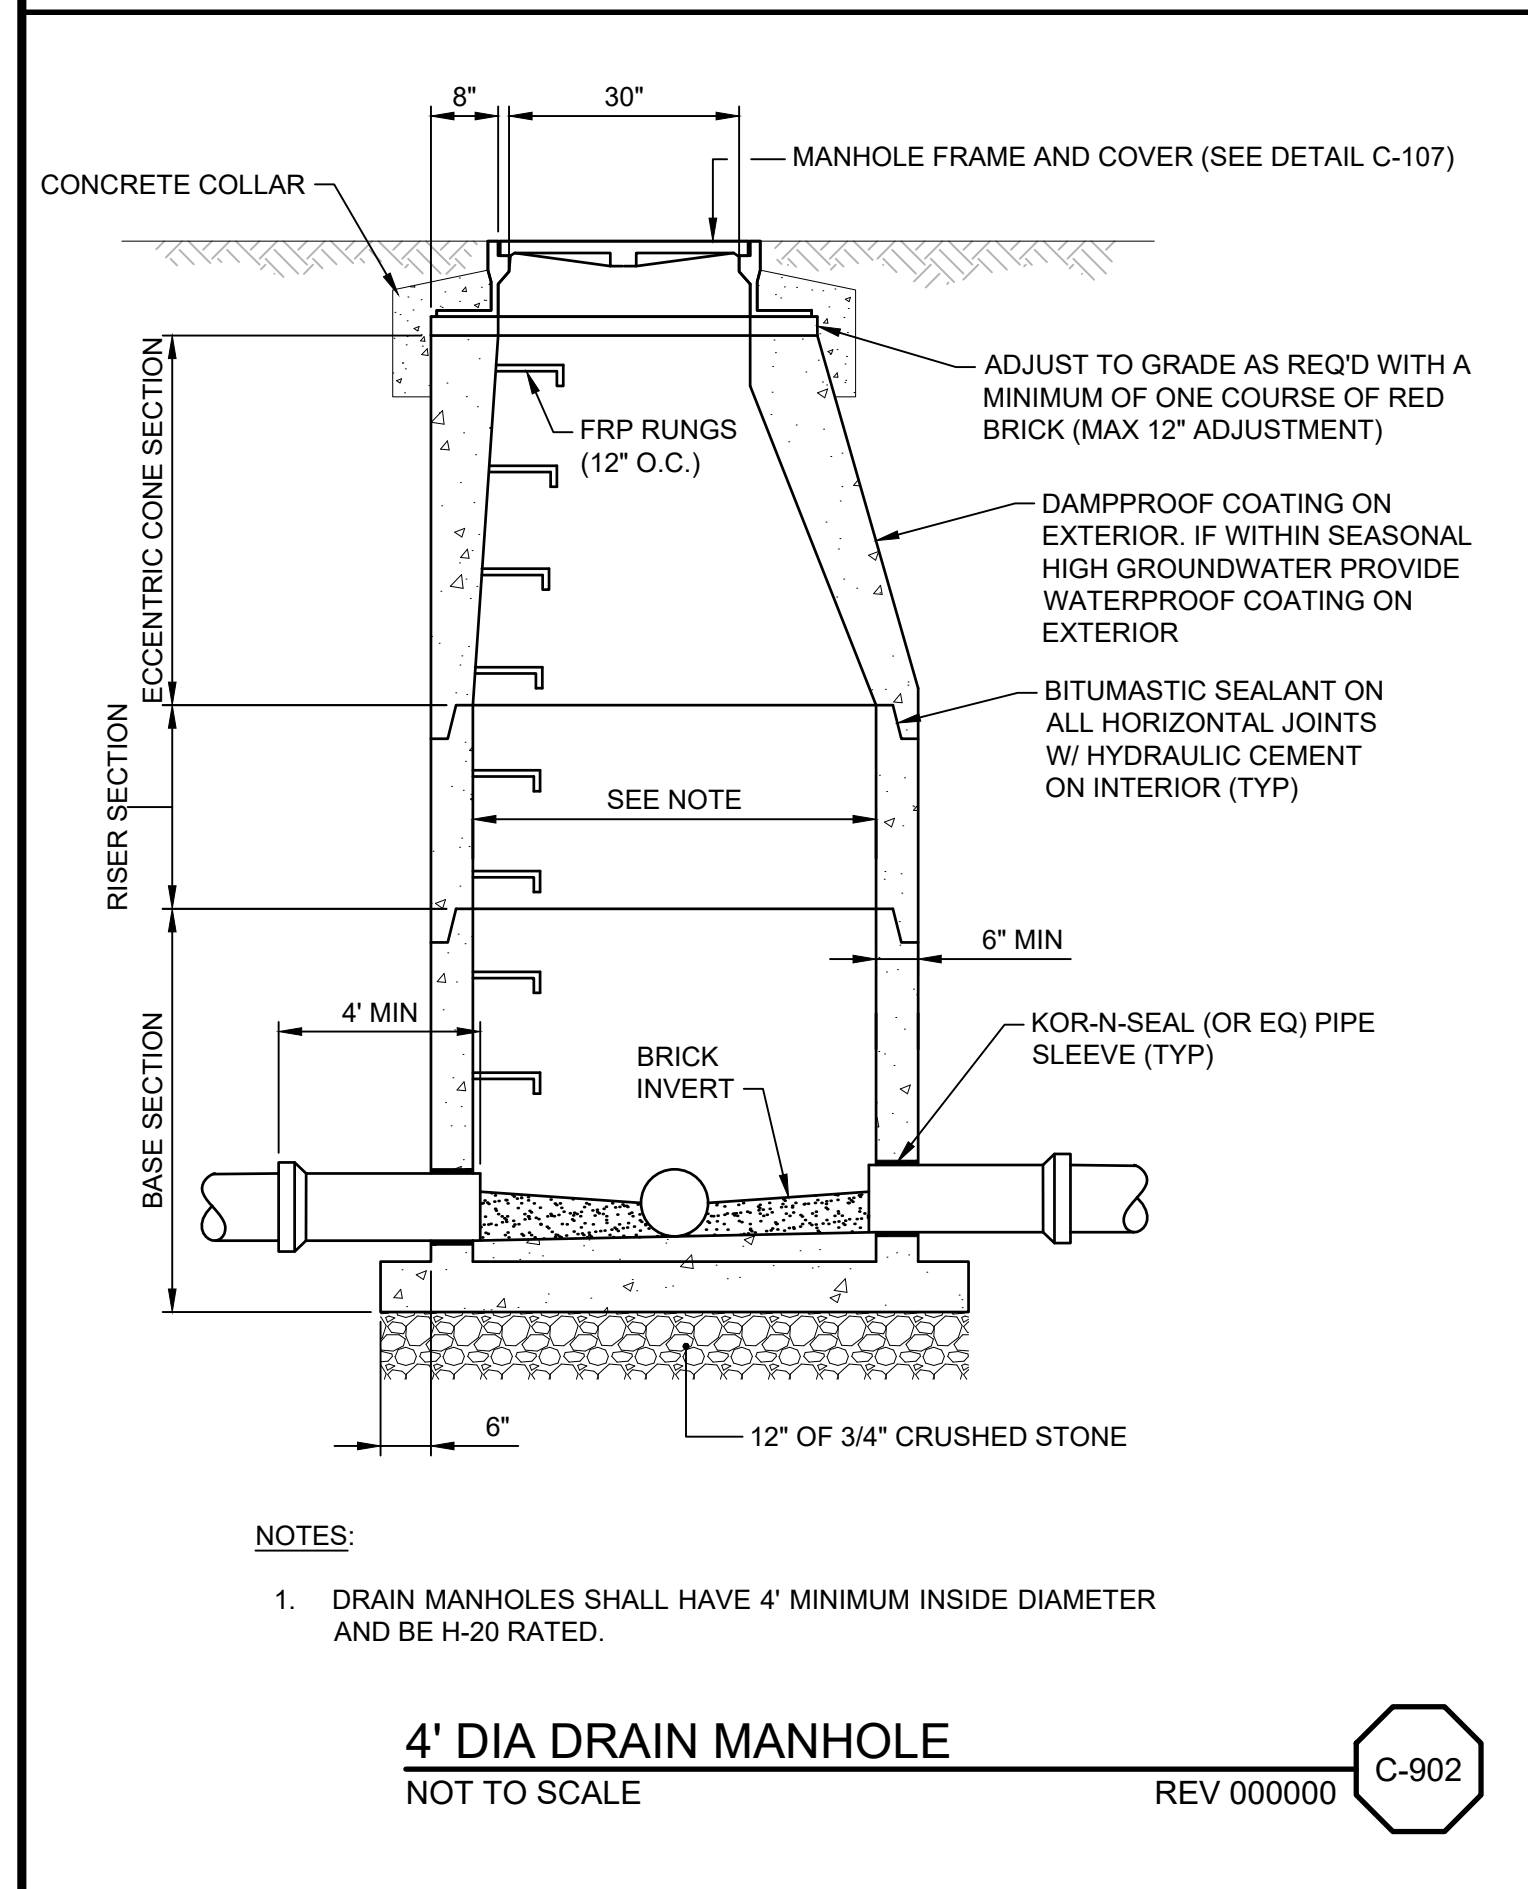 8"
30"
MANHOLE FRAME AND COVER (SEE DETAIL C-107)
CONCRETE COLLAR
ADJUST TO GRADE AS REQ'D WITH A
MINIMUM OF ONE COURSE OF RED
BRICK (MAX 12" ADJUSTMENT)
FRP RUNGS
(12" O.C.)
ECCENTRIC CONE SECTION
DAMPPROOF COATING ON
EXTERIOR. IF WITHIN SEASONAL
HIGH GROUNDWATER PROVIDE
WATERPROOF COATING ON
EXTERIOR
BITUMASTIC SEALANT ON
ALL HORIZONTAL JOINTS
W/ HYDRAULIC CEMENT
ON INTERIOR (TYP)
RISER SECTION
SEE NOTE
6" MIN
4' MIN
BASE SECTION
BRICK
INVERT
KOR-N-SEAL (OR EQ) PIPE
SLEEVE (TYP)
6"
12" OF 3/4" CRUSHED STONE
NOTES:
1. DRAIN MANHOLES SHALL HAVE 4' MINIMUM INSIDE DIAMETER
AND BE H-20 RATED.
4' DIA DRAIN MANHOLE
NOT TO SCALE
REV 000000
C-902